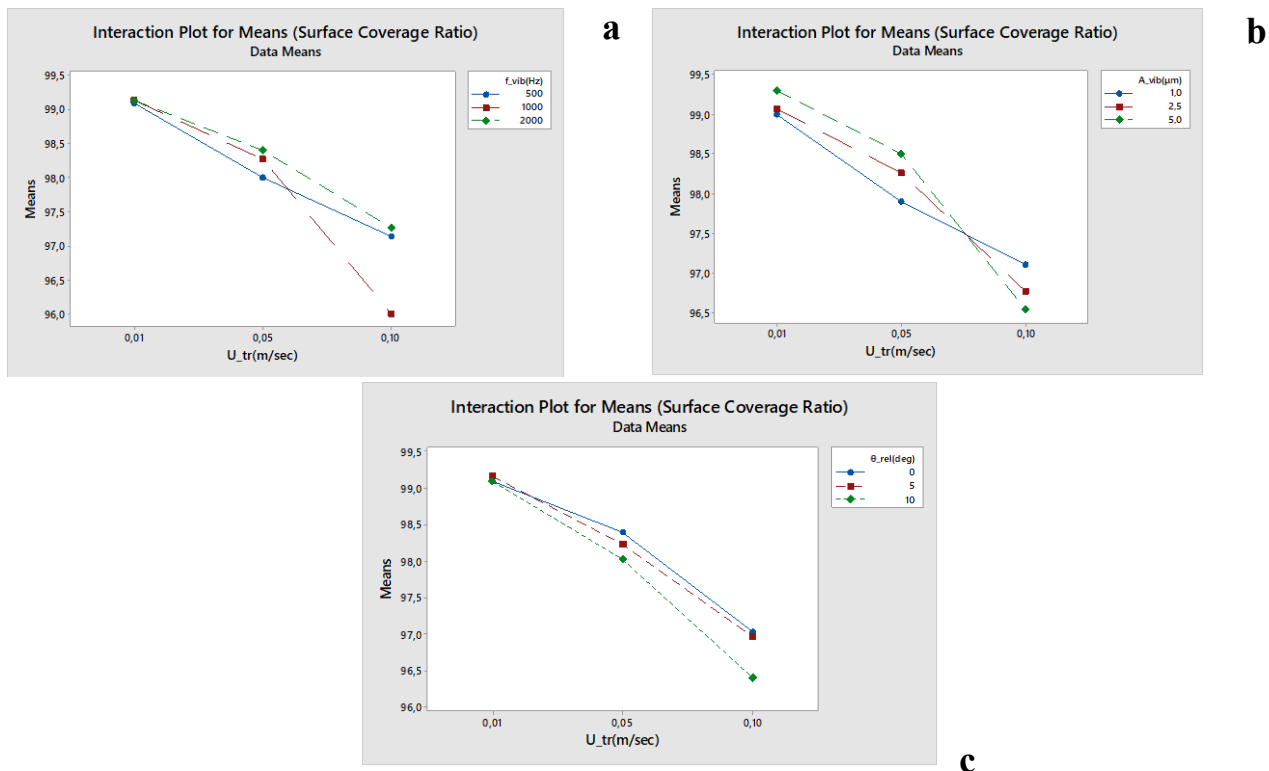 a
Interaction Plot for Means (Surface Coverage Ratio)
Data Means
f_vib(Hz)
500
1000
2000
99,5
99,0
98,5
98,0
97,5
97,0
96,5
96,0
Means
0,01 0,05 0,10
U_tr(m/sec)
b
Interaction Plot for Means (Surface Coverage Ratio)
Data Means
A_vib(µm)
1,0
2,5
5,0
99,5
99,0
98,5
98,0
97,5
97,0
96,5
Means
0,01 0,05 0,10
U_tr(m/sec)
Interaction Plot for Means (Surface Coverage Ratio)
Data Means
θ_rel(deg)
0
5
10
99,5
99,0
98,5
98,0
97,5
97,0
96,5
96,0
Means
0,01 0,05 0,10
U_tr(m/sec)
c